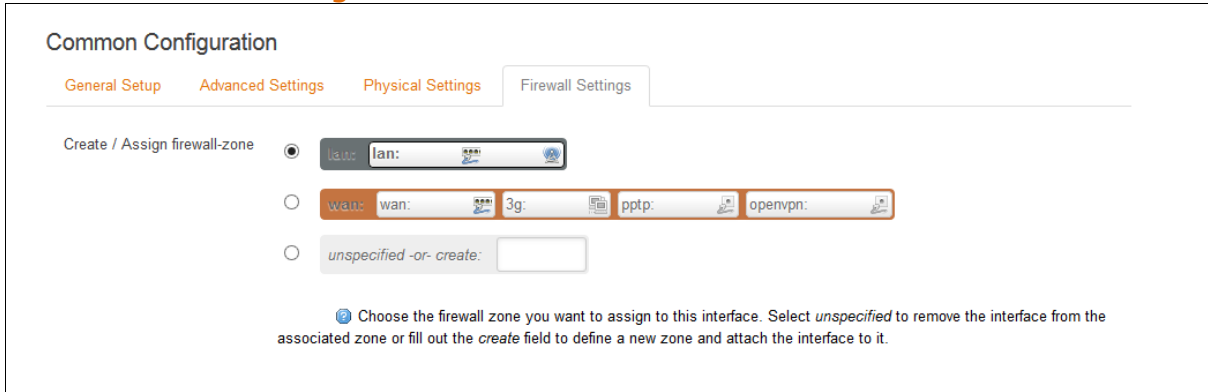 Common Configuration
General Setup Advanced Settings Physical Settings Firewall Settings
Create / Assign firewall-zone
lan: lan:
wan: wan: 3g: pptp: openvpn:
unspecified -or- create:
Choose the firewall zone you want to assign to this interface. Select unspecified to remove the interface from the
associated zone or fill out the create field to define a new zone and attach the interface to it.